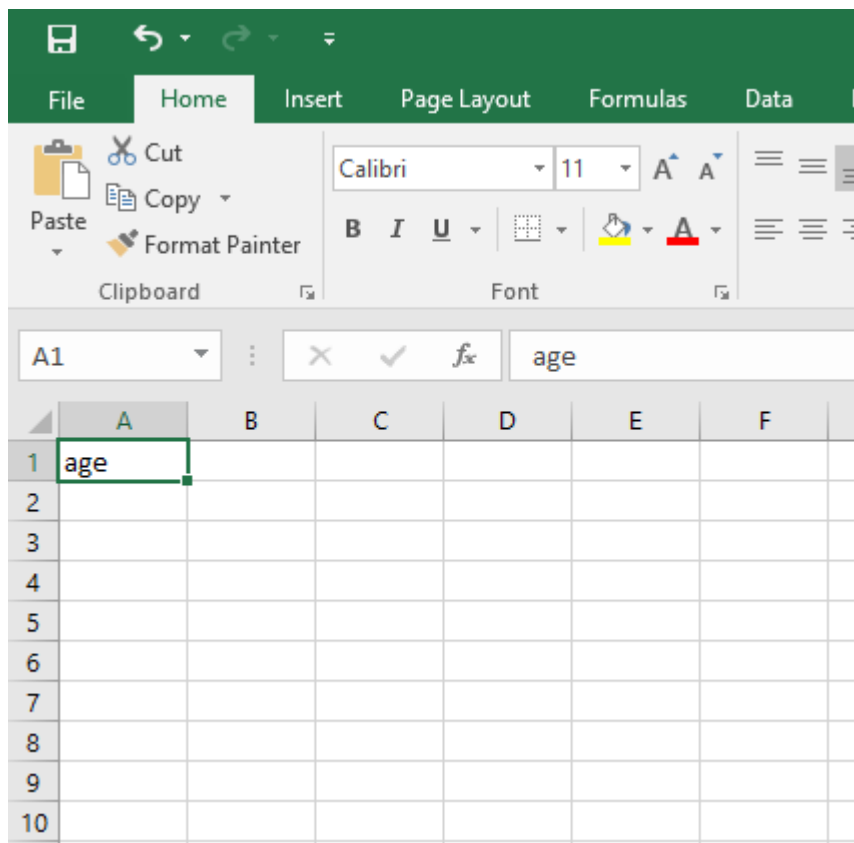 File Home Insert Page Layout Formulas Data
Cut
Calibri 11 A A
Copy
Paste
B I U A
Format Painter
Clipboard Font
A1 fx age
A B C D E F
1 age
2
3
4
5
6
7
8
9
10